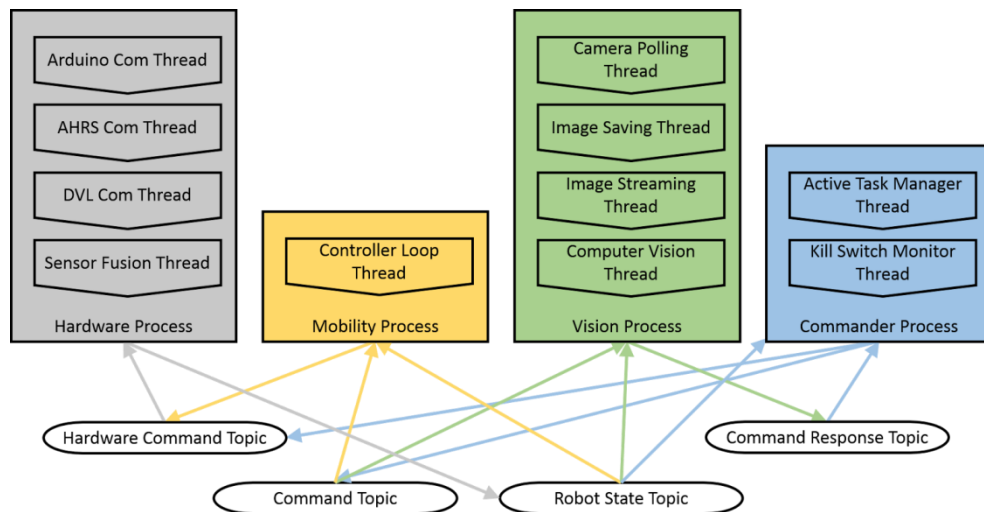 Arduino Com Thread
AHRS Com Thread
DVL Com Thread
Sensor Fusion Thread
Hardware Process
Controller Loop
Thread
Mobility Process
Camera Polling
Thread
Image Saving Thread
Image Streaming
Thread
Computer Vision
Thread
Vision Process
Active Task Manager
Thread
Kill Switch Monitor
Thread
Commander Process
Hardware Command Topic
Command Response Topic
Command Topic
Robot State Topic